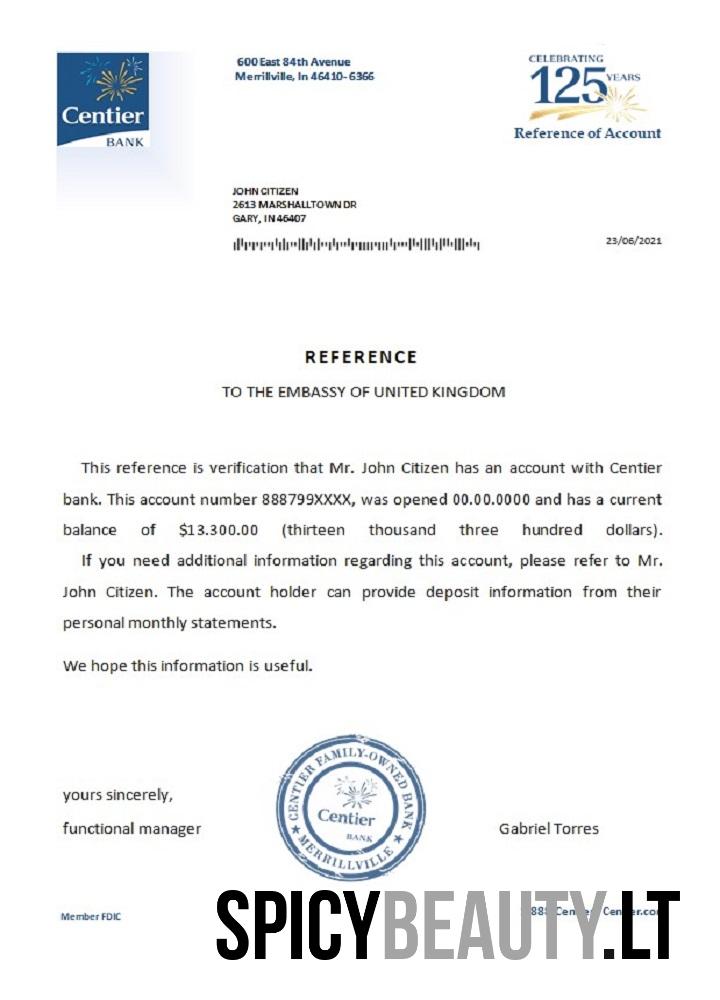 600 East 84th Avenue
Merrillville, In 46410-6366
Centier
BANK
CELEBRATING
125 YEARS
Reference of Account
JOHN CITIZEN
2613 MARSHALLTOWN DR
GARY, IN 46407
23/06/2021
REFERENCE
TO THE EMBASSY OF UNITED KINGDOM
This reference is verification that Mr. John Citizen has an account with Centier
bank. This account number 888799XXXX, was opened 00.00.0000 and has a current
balance of $13.300.00 (thirteen thousand three hundred dollars).
If you need additional information regarding this account, please refer to Mr.
John Citizen. The account holder can provide deposit information from their
personal monthly statements.
We hope this information is useful.
yours sincerely,
functional manager
CENTIER FAMILY-OWNED BANK
Centier
BANK
MERRILLVILLE
Gabriel Torres
Member FDIC
SPICYBEAUTY.LT